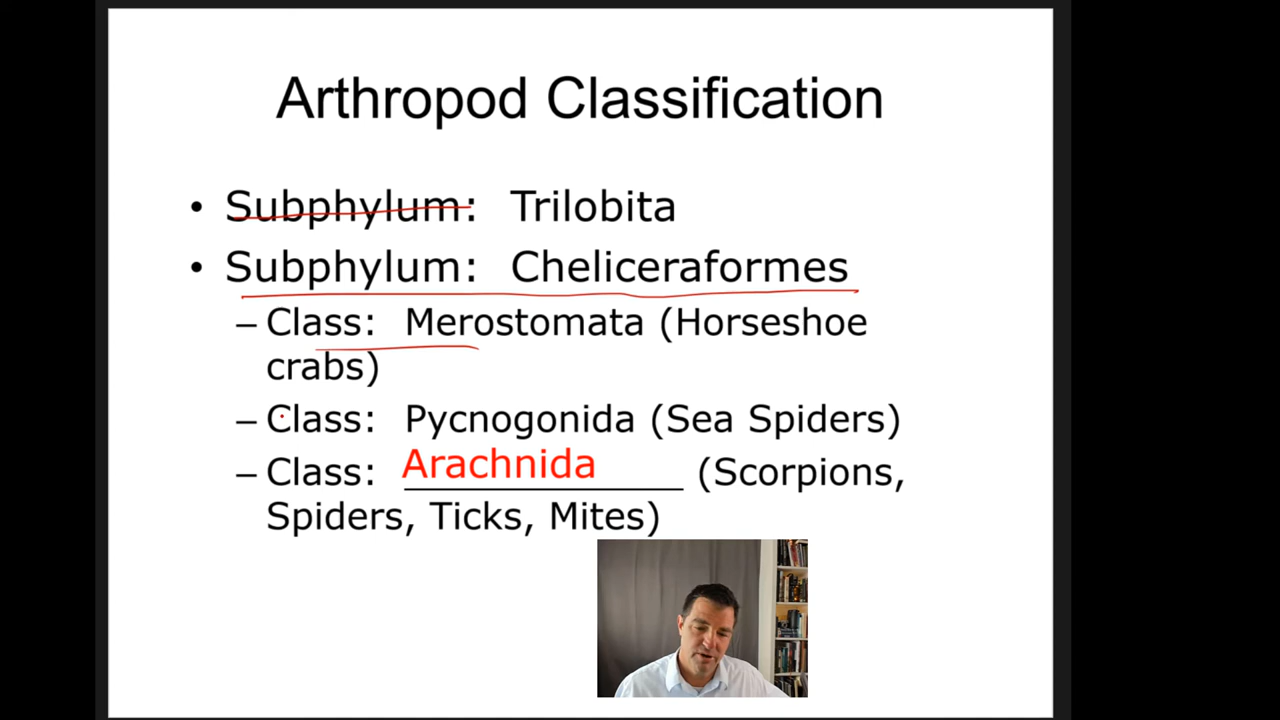 Arthropod Classification
• Subphylum: Trilobita
• Subphylum: Cheliceraformes
– Class: Merostomata (Horseshoe
crabs)
– Class: Pycnogonida (Sea Spiders)
– Class: Arachnida (Scorpions,
Spiders, Ticks, Mites)